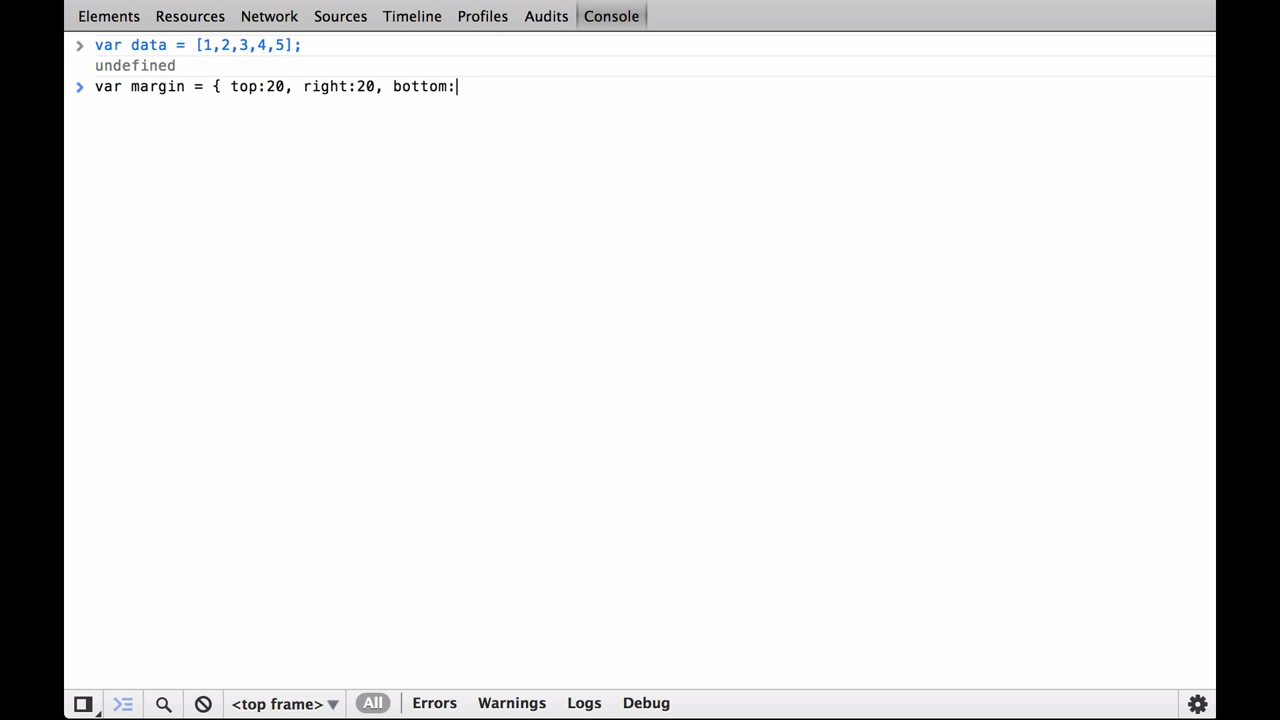 Elements Resources Network Sources Timeline Profiles Audits Console
var data = [1,2,3,4,5];
undefined
var margin = { top:20, right:20, bottom:
<top frame> All Errors Warnings Logs Debug